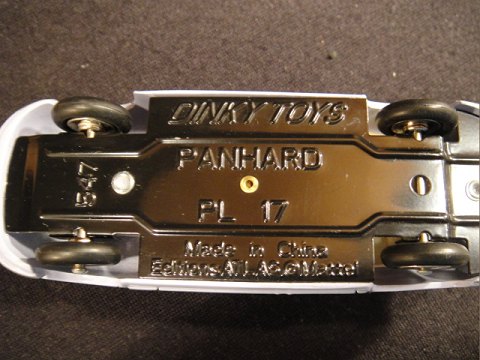 DINKY TOYS
PANHARD
547
PL 17
Made in China
Editions ATLAS @ Mattel